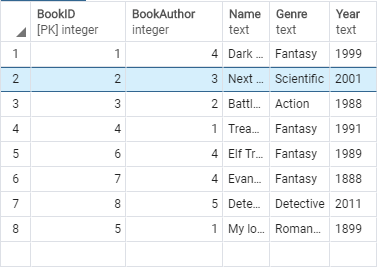 BookID BookAuthor Name Genre Year
[PK] integer integer text text text
1 1 4 Dark ... Fantasy 1999
2 2 3 Next ... Scientific 2001
3 3 2 Battl... Action 1988
4 4 1 Trea... Fantasy 1991
5 6 4 Elf Tr... Fantasy 1989
6 7 4 Evan... Fantasy 1888
7 8 5 Dete... Detective 2011
8 5 1 My lo... Roman... 1899